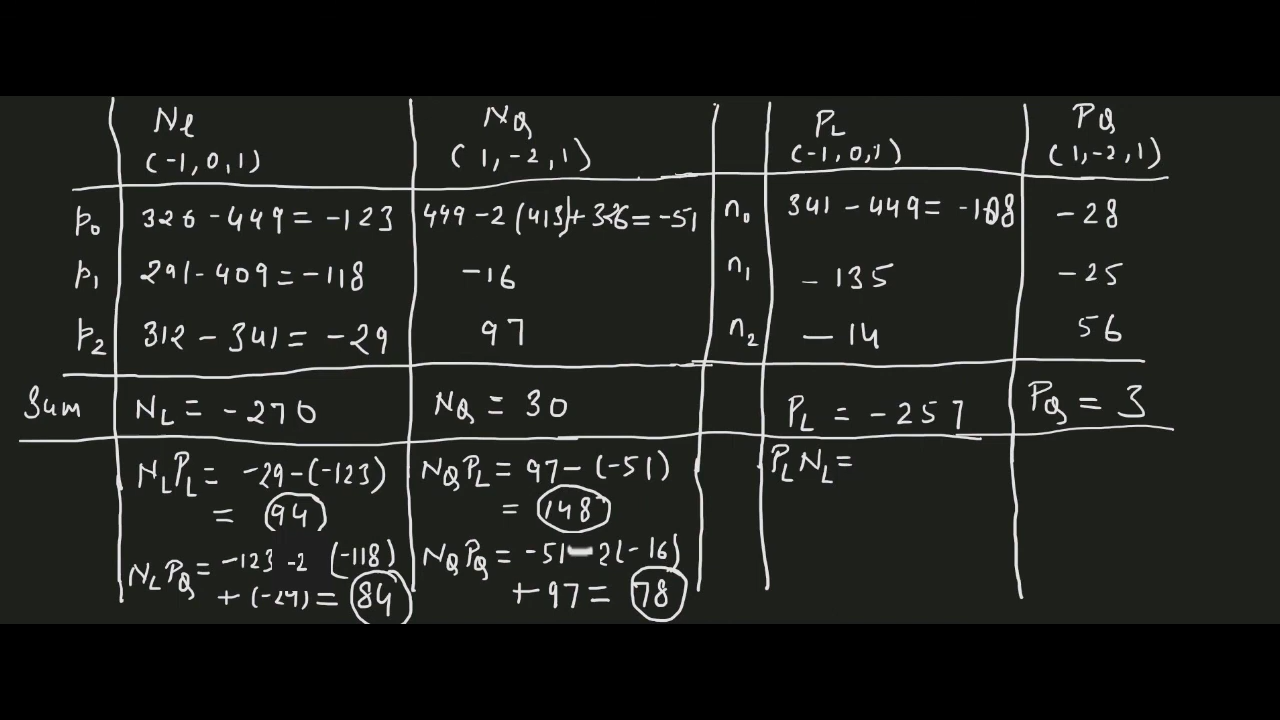 Nℓ NQ PL PQ
(-1, 0, 1) (1, -2, 1) (-1, 0, 1) (1, -2, 1)
p0 326 - 449 = -123 449 - 2 (413) + 326 = -51 n0 341 - 449 = -108 -28
p1 291 - 409 = -118 -16 n1 - 135 -25
p2 312 - 341 = -29 97 n2 - 14 56
Sum NL = -270 NQ = 30 PL = -257 PQ = 3
NLPL = -29 - (-123) NQPL = 97 - (-51) PLNL =
= 94 = 148
NLPQ = -123 - 2 (-118) NQPQ = -51 - 2(-16)
+ (-29) = 84 + 97 = 78